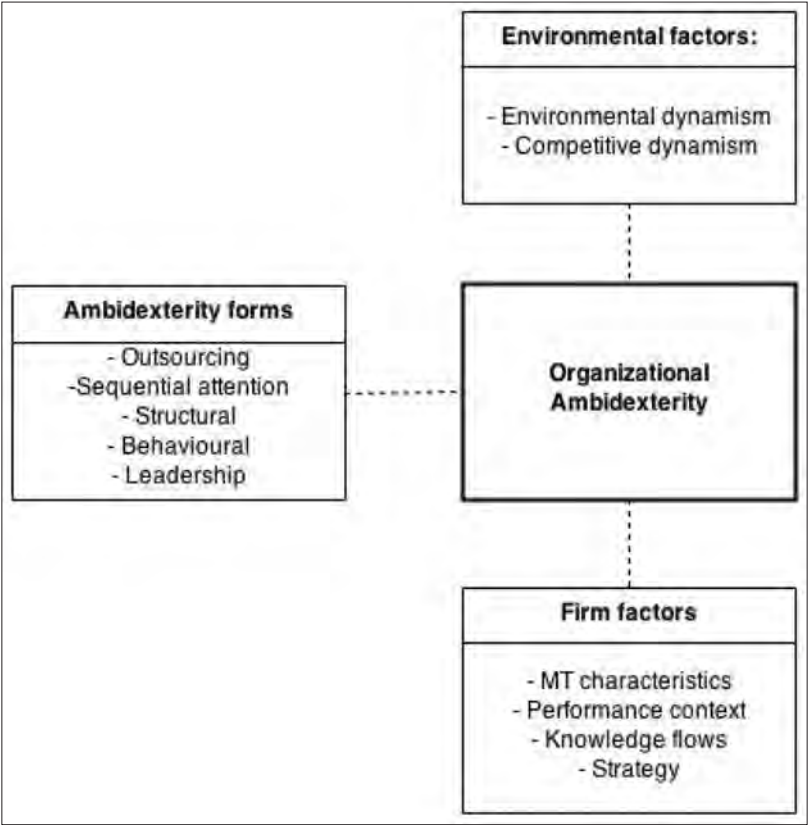 Environmental factors:
- Environmental dynamism
- Competitive dynamism
Ambidexterity forms
- Outsourcing
-Sequential attention
- Structural
- Behavioural
- Leadership
Organizational
Ambidexterity
Firm factors
- MT characteristics
- Performance context
- Knowledge flows
- Strategy